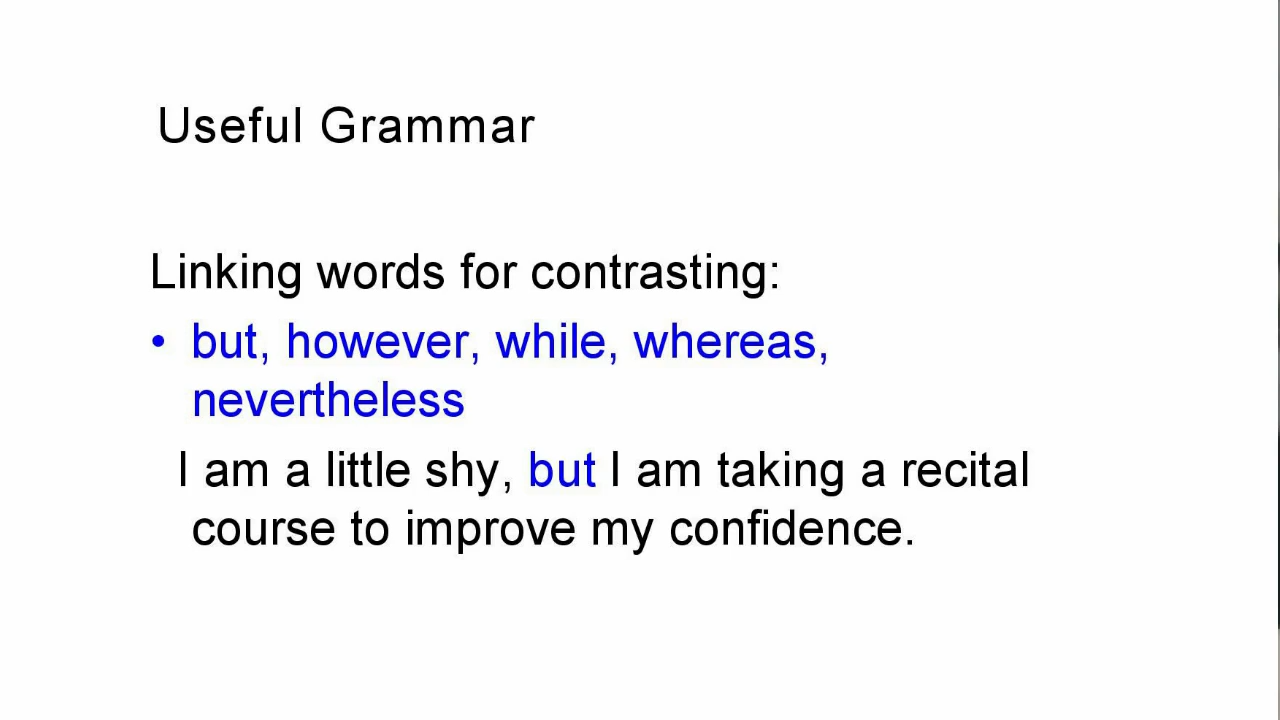 Useful Grammar
Linking words for contrasting:
• but, however, while, whereas,
nevertheless
I am a little shy, but I am taking a recital
course to improve my confidence.